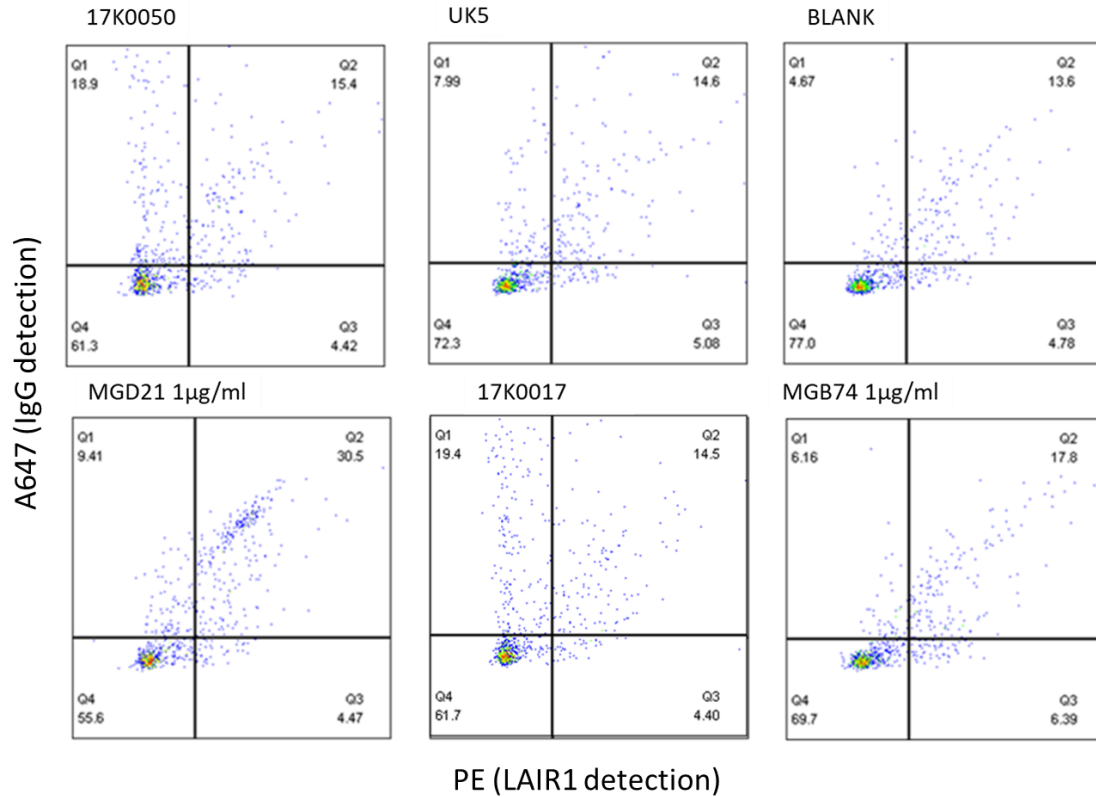 17K0050
UK5
BLANK
Q1
18.9
Q2
15.4
Q4
61.3
Q3
4.42
Q1
7.99
Q2
14.6
Q4
72.3
Q3
5.08
Q1
4.67
Q2
13.6
Q4
77.0
Q3
4.78
MGD21 1µg/ml
17K0017
MGB74 1µg/ml
Q1
9.41
Q2
30.5
Q4
55.6
Q3
4.47
Q1
19.4
Q2
14.5
Q4
61.7
Q3
4.40
Q1
6.16
Q2
17.8
Q4
69.7
Q3
6.39
A647 (IgG detection)
PE (LAIR1 detection)